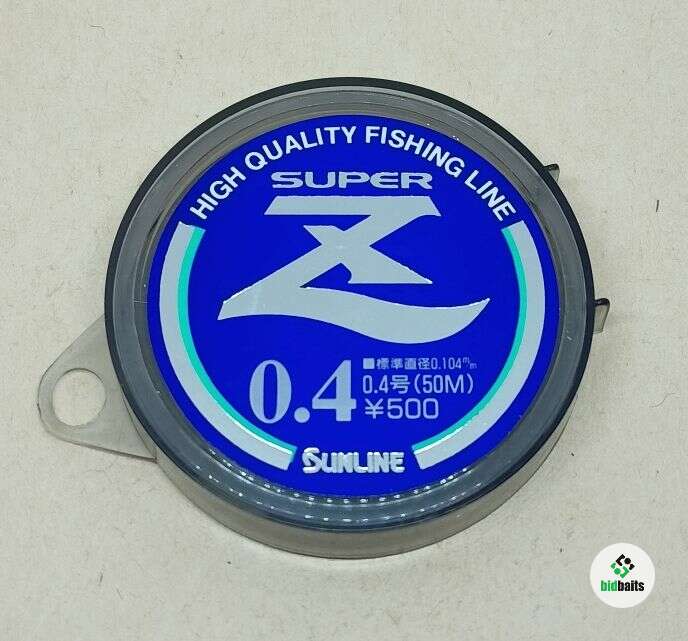 HIGH QUALITY FISHING LINE
SUPER
Z
0.4
■標準直径0.104mm
0.4号(50M)
¥500
SUNLINE
bidbaits